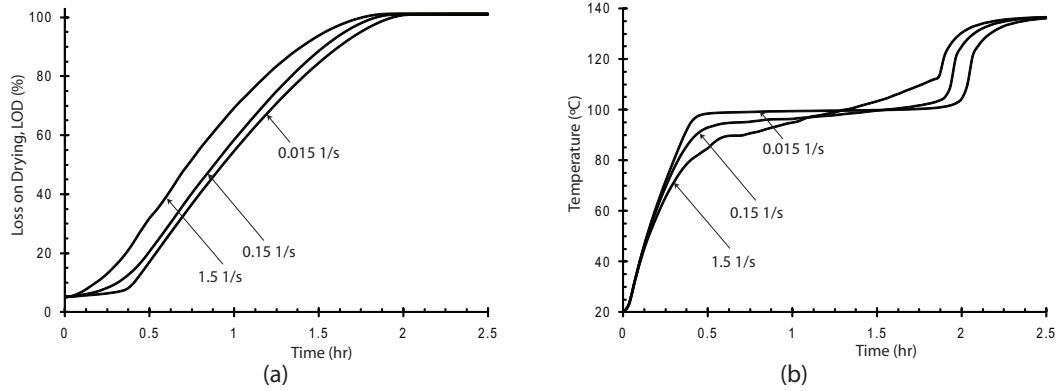 Loss on Drying, LOD (%)
100
80
60
40
20
0
0.015 1/s
0.15 1/s
1.5 1/s
0
0.5
1
1.5
2
2.5
Time (hr)
(a)
Temperature (ºC)
140
120
100
80
60
40
20
0.015 1/s
0.15 1/s
1.5 1/s
0
0.5
1
1.5
2
2.5
Time (hr)
(b)